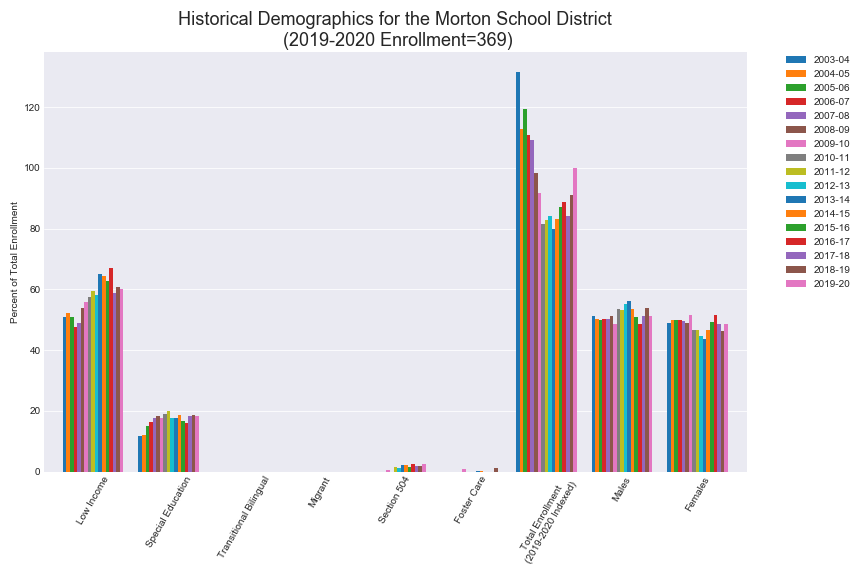 Historical Demographics for the Morton School District
(2019-2020 Enrollment=369)
Percent of Total Enrollment
120
100
80
60
40
20
0
Low Income
Special Education
Transitional Bilingual
Migrant
Section 504
Foster Care
Total Enrollment
(2019-2020 Indexed)
Males
Females
2003-04
2004-05
2005-06
2006-07
2007-08
2008-09
2009-10
2010-11
2011-12
2012-13
2013-14
2014-15
2015-16
2016-17
2017-18
2018-19
2019-20